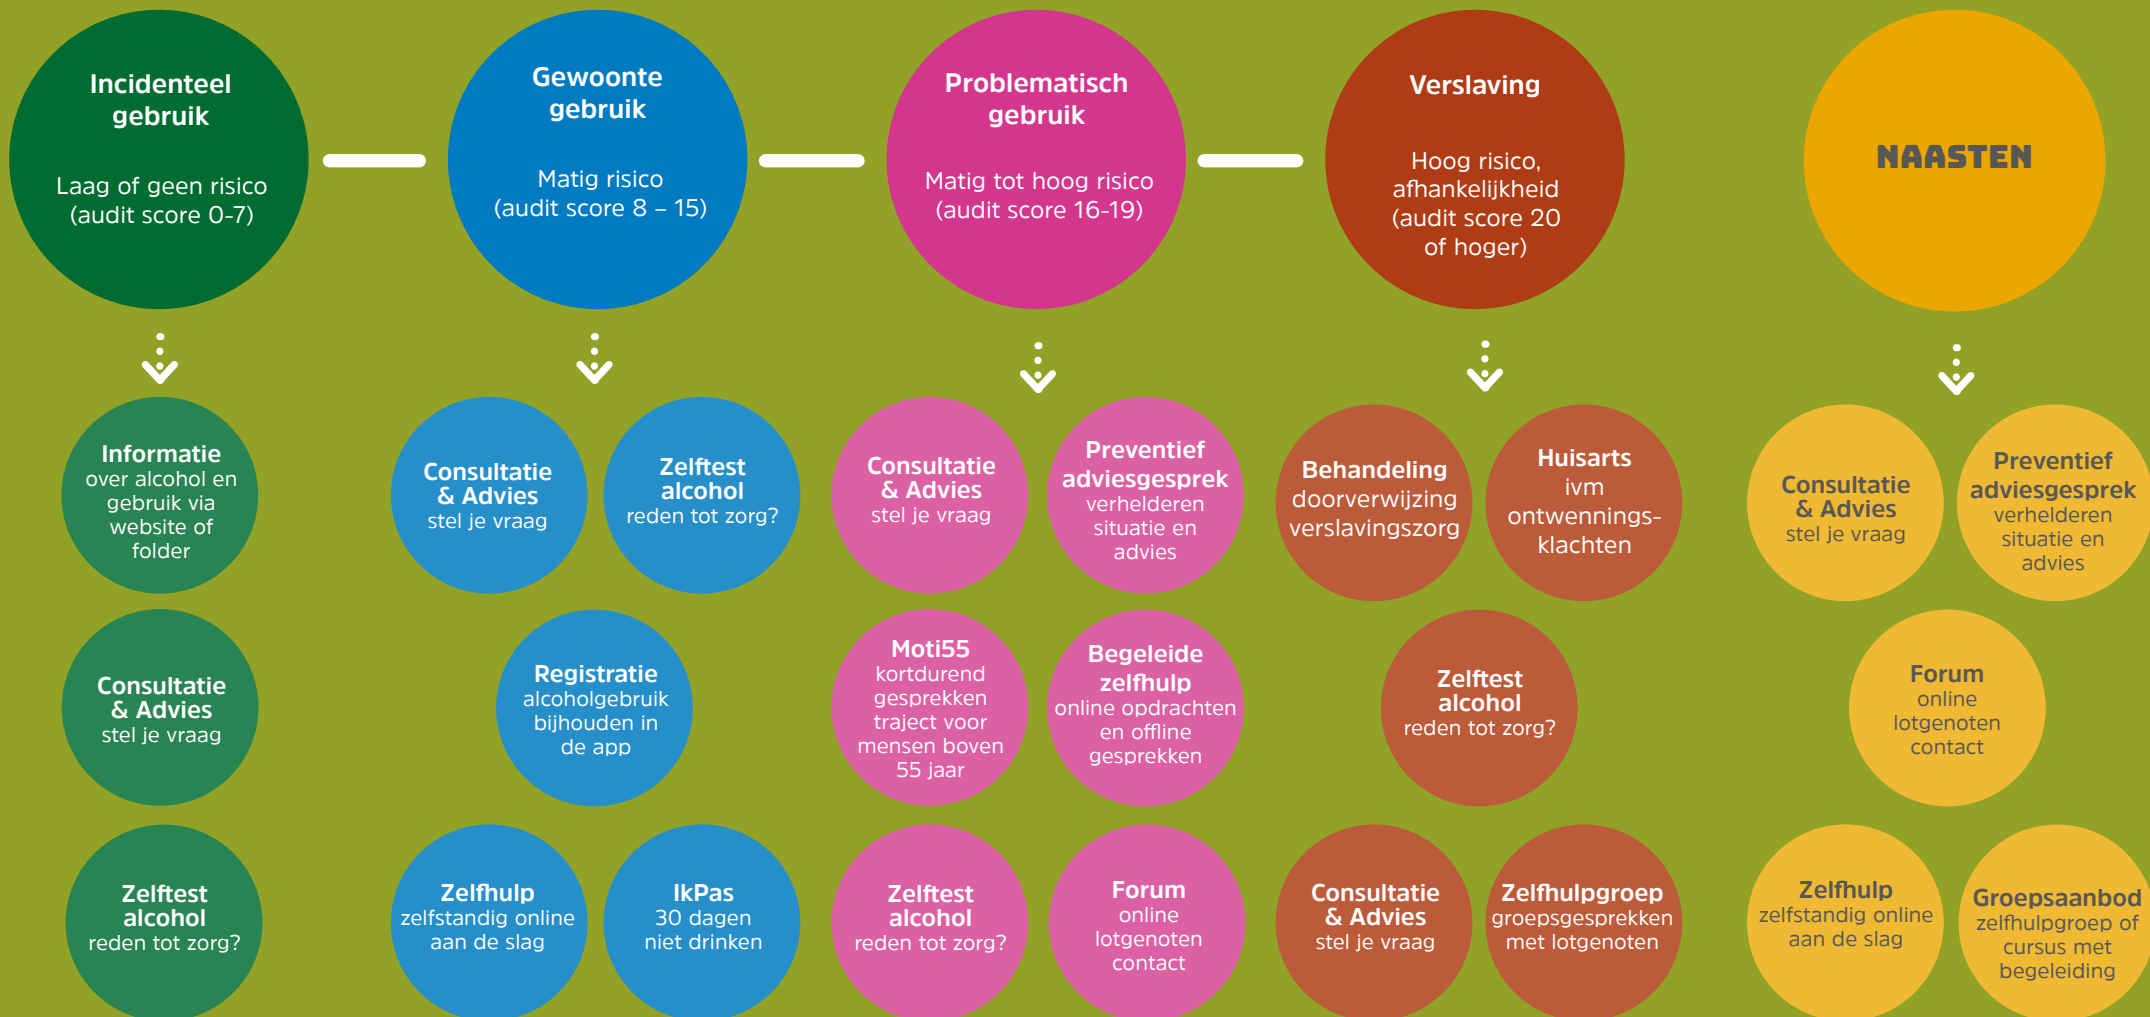 Incidenteel
gebruik
Laag of geen risico
(audit score 0-7)
Gewoonte
gebruik
Matig risico
(audit score 8 – 15)
Problematisch
gebruik
Matig tot hoog risico
(audit score 16-19)
Verslaving
Hoog risico,
afhankelijkheid
(audit score 20
of hoger)
NAASTEN
Informatie
over alcohol en
gebruik via
website of
folder
Consultatie
& Advies
stel je vraag
Zelftest
alcohol
reden tot zorg?
Consultatie
& Advies
stel je vraag
Zelftest
alcohol
reden tot zorg?
Registratie
alcoholgebruik
bijhouden in
de app
Zelfhulp
zelfstandig online
aan de slag
IkPas
30 dagen
niet drinken
Consultatie
& Advies
stel je vraag
Preventief
adviesgesprek
verhelderen
situatie en
advies
Moti55
kortdurend
gesprekken
traject voor
mensen boven
55 jaar
Begeleide
zelfhulp
online opdrachten
en offline
gesprekken
Zelftest
alcohol
reden tot zorg?
Forum
online
lotgenoten
contact
Behandeling
doorverwijzing
verslavingszorg
Huisarts
ivm
ontwennings-
klachten
Zelftest
alcohol
reden tot zorg?
Consultatie
& Advies
stel je vraag
Zelfhulpgroep
groepsgesprekken
met lotgenoten
Consultatie
& Advies
stel je vraag
Preventief
adviesgesprek
verhelderen
situatie en
advies
Forum
online
lotgenoten
contact
Zelfhulp
zelfstandig online
aan de slag
Groepsaanbod
zelfhulpgroep of
cursus met
begeleiding